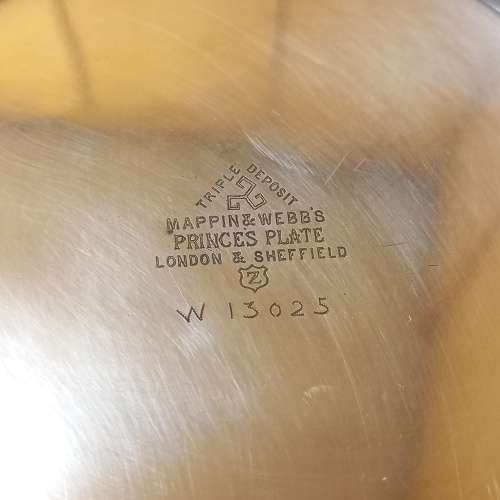 TRIPLE DEPOSIT
MAPPIN & WEBB'S
PRINCES PLATE
LONDON & SHEFFIELD
Z
W 13025